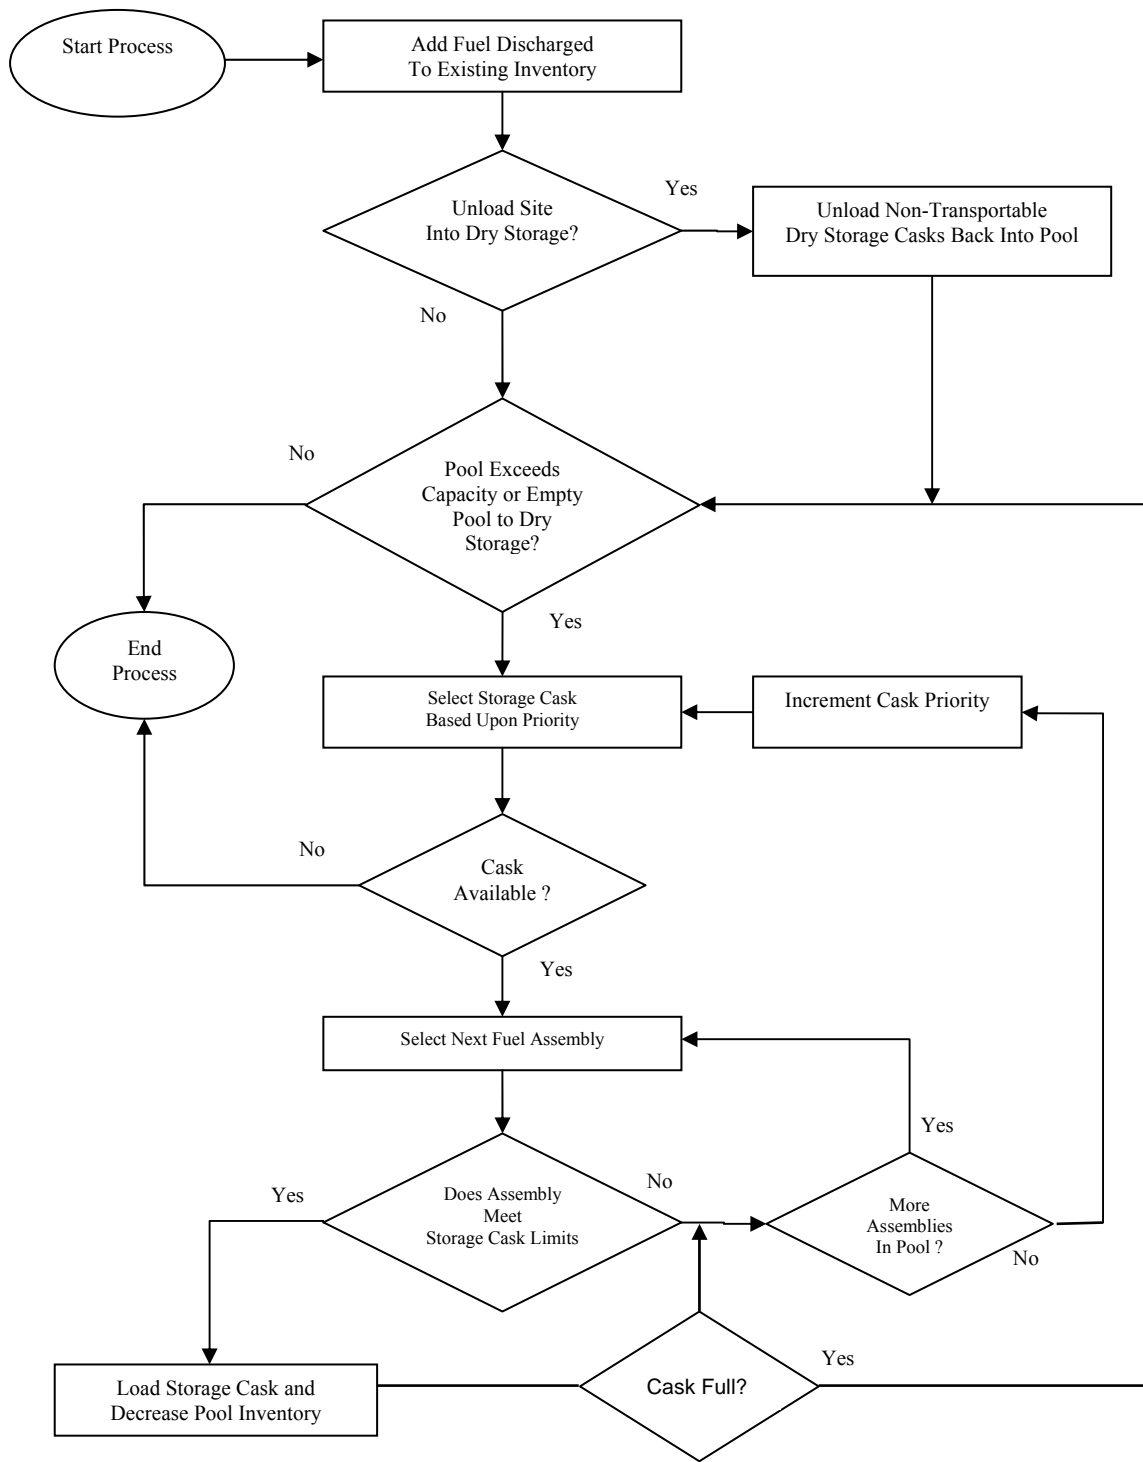 Start Process
Add Fuel Discharged
To Existing Inventory
Yes
Unload Site
Into Dry Storage?
Unload Non-Transportable
Dry Storage Casks Back Into Pool
No
No
Pool Exceeds
Capacity or Empty
Pool to Dry
Storage?
Yes
End
Process
Select Storage Cask
Based Upon Priority
Increment Cask Priority
No
Cask
Available ?
Yes
Select Next Fuel Assembly
Yes
Yes
No
Does Assembly
Meet
Storage Cask Limits
More
Assemblies
In Pool ?
No
Yes
Load Storage Cask and
Decrease Pool Inventory
Cask Full?